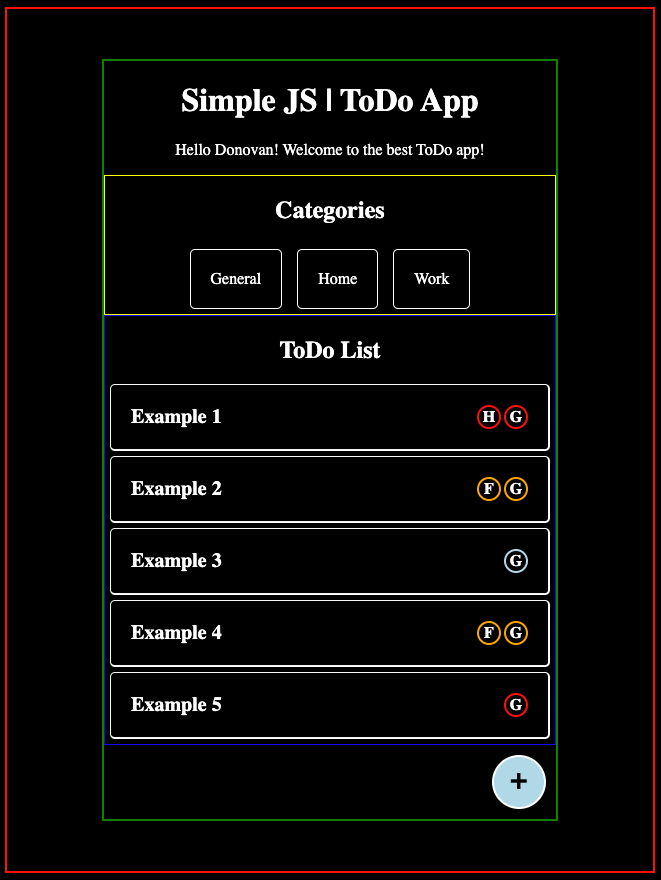 Simple JS | ToDo App
Hello Donovan! Welcome to the best ToDo app!
Categories
General Home Work
ToDo List
Example 1 H G
Example 2 F G
Example 3 G
Example 4 F G
Example 5 G
+